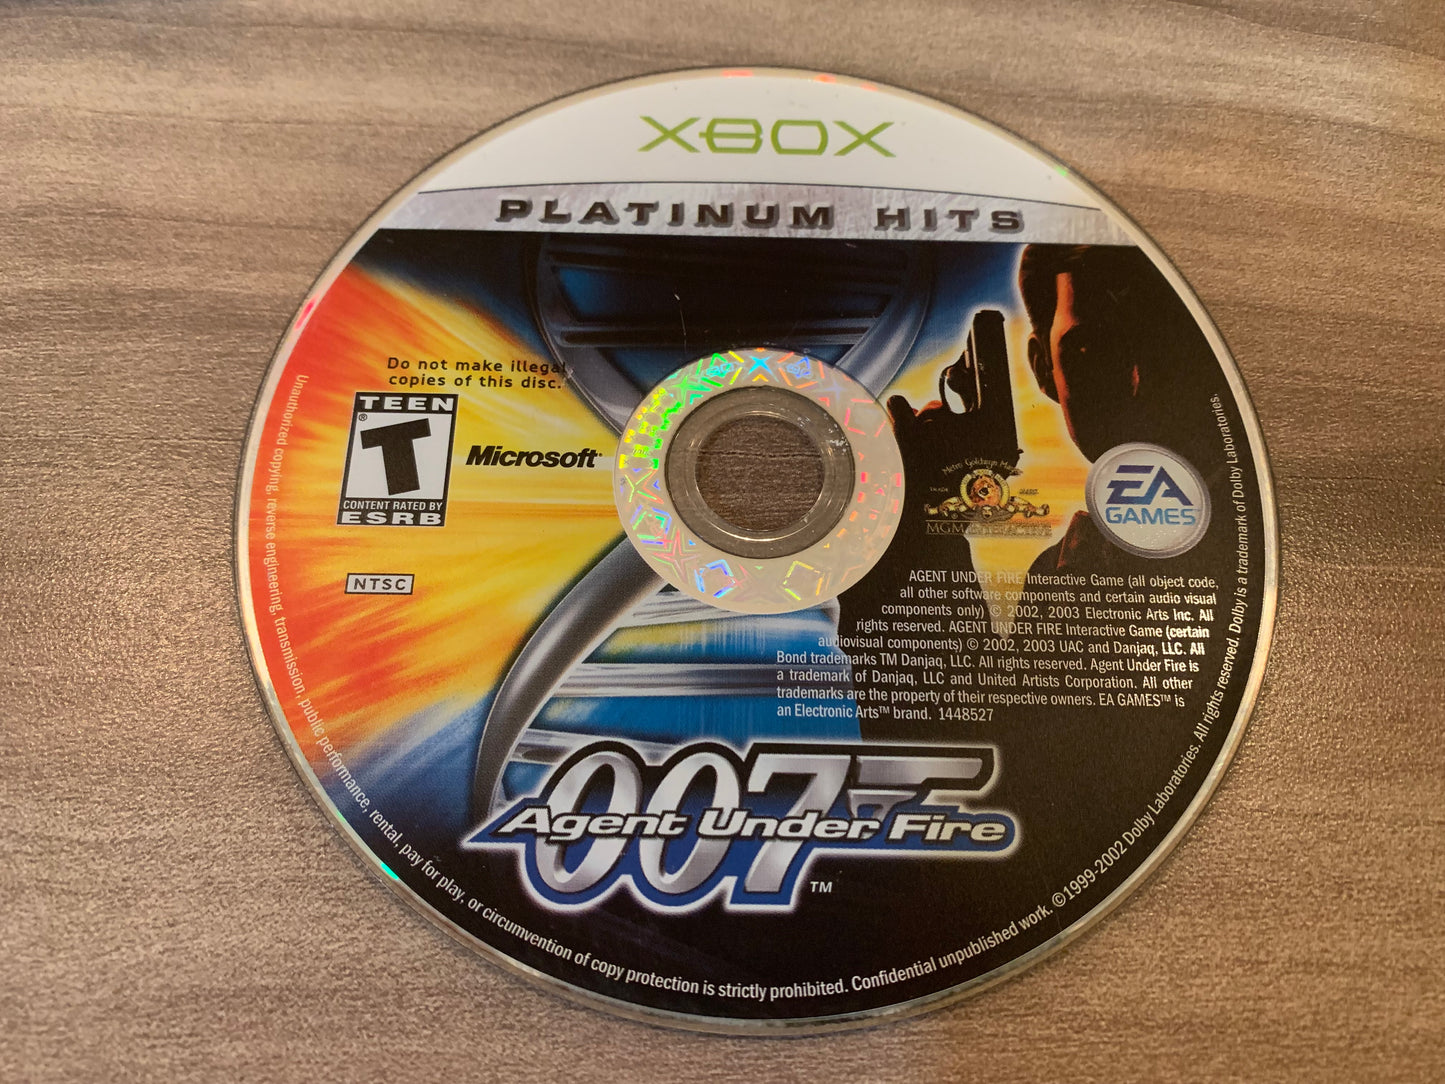 XBOX
PLATINUM HITS
Do not make illegal
copies of this disc.
TEEN
®
T
CONTENT RATED BY
ESRB
Microsoft
NTSC
MGM INTERACTIVE
EA
GAMES™
AGENT UNDER FIRE Interactive Game (all object code,
all other software components and certain audio visual
components only) © 2002, 2003 Electronic Arts Inc. All
rights reserved. AGENT UNDER FIRE Interactive Game (certain
audiovisual components) © 2002, 2003 UAC and Danjaq, LLC. All
Bond trademarks TM Danjaq, LLC. All rights reserved. Agent Under Fire is
a trademark of Danjaq, LLC and United Artists Corporation. All other
trademarks are the property of their respective owners. EA GAMES™ is
an Electronic Arts™ brand. 1448527
007
Agent Under Fire
™
Unauthorized copying, reverse engineering, transmission, public performance, rental, pay for play, or circumvention of copy protection is strictly prohibited. Confidential unpublished work. ©1999-2002 Dolby Laboratories. All rights reserved. Dolby is a trademark of Dolby Laboratories.